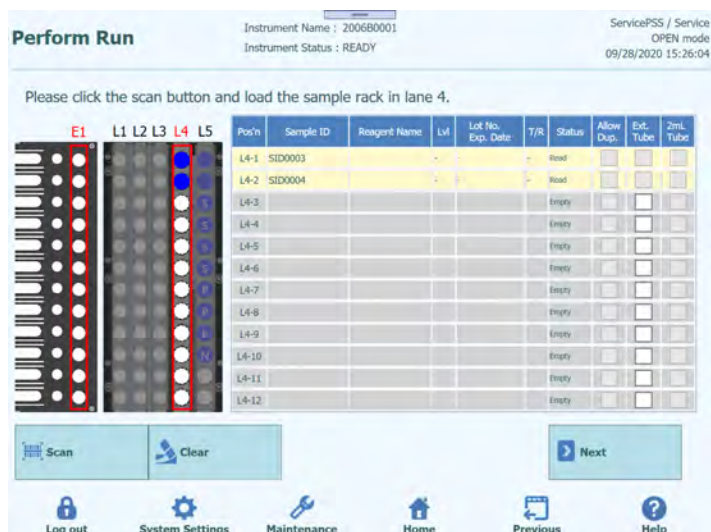 Perform Run
Instrument Name : 2006B0001
Instrument Status : READY
ServicePSS / Service
OPEN mode
09/28/2020 15:26:04
Please click the scan button and load the sample rack in lane 4.
E1 L1 L2 L3 L4 L5
Pos'n Sample ID Reagent Name Lvl Lot No. Exp. Date T/R Status Allow Dup. Ext. Tube 2mL Tube
L4-1 SID0003 - - - Read
L4-2 SID0004 - - - Read
L4-3 Empty
L4-4 Empty
L4-5 Empty
L4-6 Empty
L4-7 Empty
L4-8 Empty
L4-9 Empty
L4-10 Empty
L4-11 Empty
L4-12 Empty
Scan
Clear
Next
Log out
System Settings
Maintenance
Home
Previous
Help